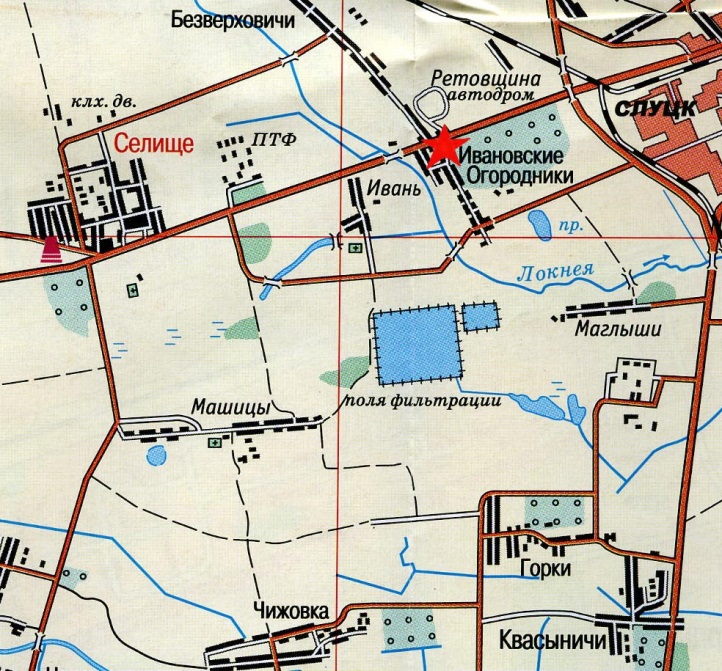 Безверховичи
Ретовщина
автодром
клх. дв.
СЛУЦК
Селище
ПТФ
Ивановские
Огородники
Ивань
пр.
Локнея
Маглыши
Машицы
поля фильтрации
Горки
Чижовка
Квасыничи